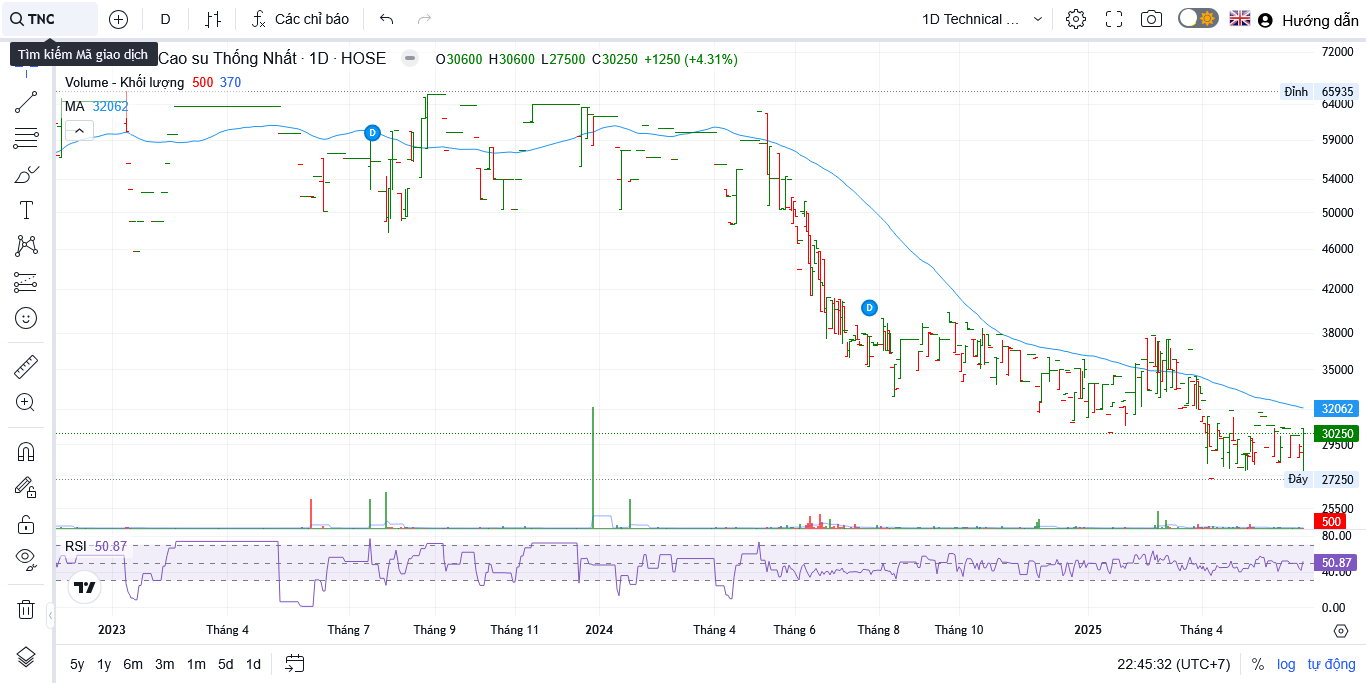 TNC D Các chỉ báo 1D Technical ... Hướng dẫn
Tìm kiếm Mã giao dịch
Cao su Thống Nhất · 1D · HOSE O30600 H30600 L27500 C30250 +1250 (+4.31%)
Volume - Khối lượng 500 370
MA 32062
D
D
72000
Đỉnh 65935
64000
59000
54000
50000
46000
42000
38000
35000
32062
30250
29500
Đáy 27250
25500
500
RSI 50.87
80.00
50.87
40.00
0.00
2023 Tháng 4 Tháng 7 Tháng 9 Tháng 11 2024 Tháng 4 Tháng 6 Tháng 8 Tháng 10 2025 Tháng 4
5y 1y 6m 3m 1m 5d 1d 22:45:32 (UTC+7) % log tự động